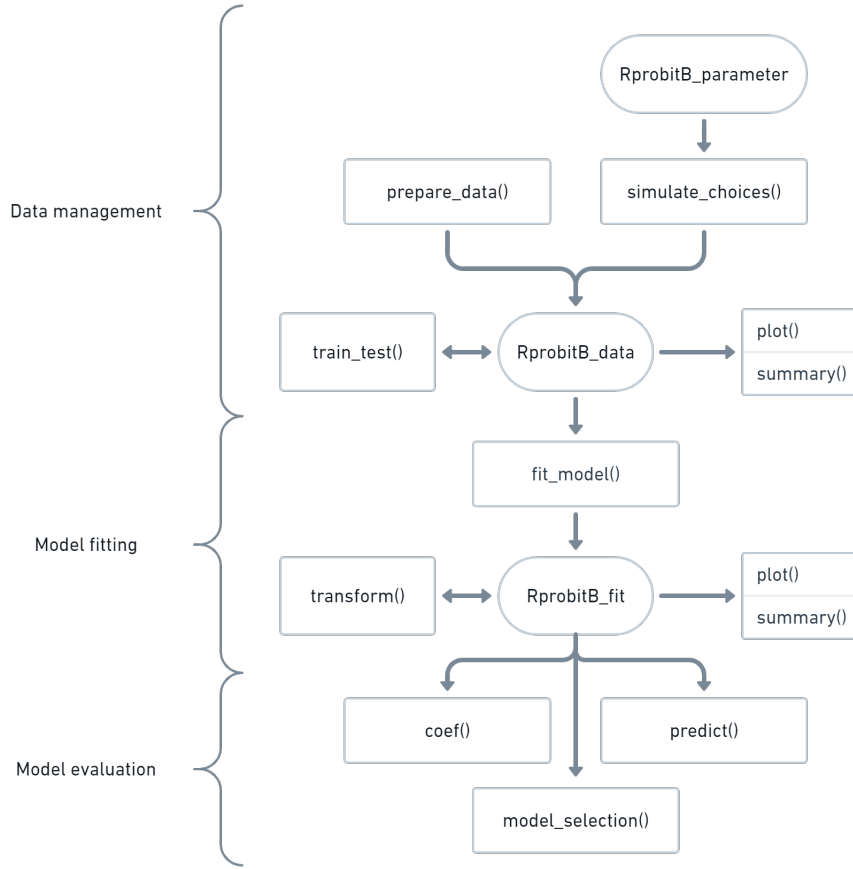 RprobitB_parameter
prepare_data()
simulate_choices()
Data management
train_test()
RprobitB_data
plot()
summary()
fit_model()
Model fitting
transform()
RprobitB_fit
plot()
summary()
coef()
predict()
Model evaluation
model_selection()